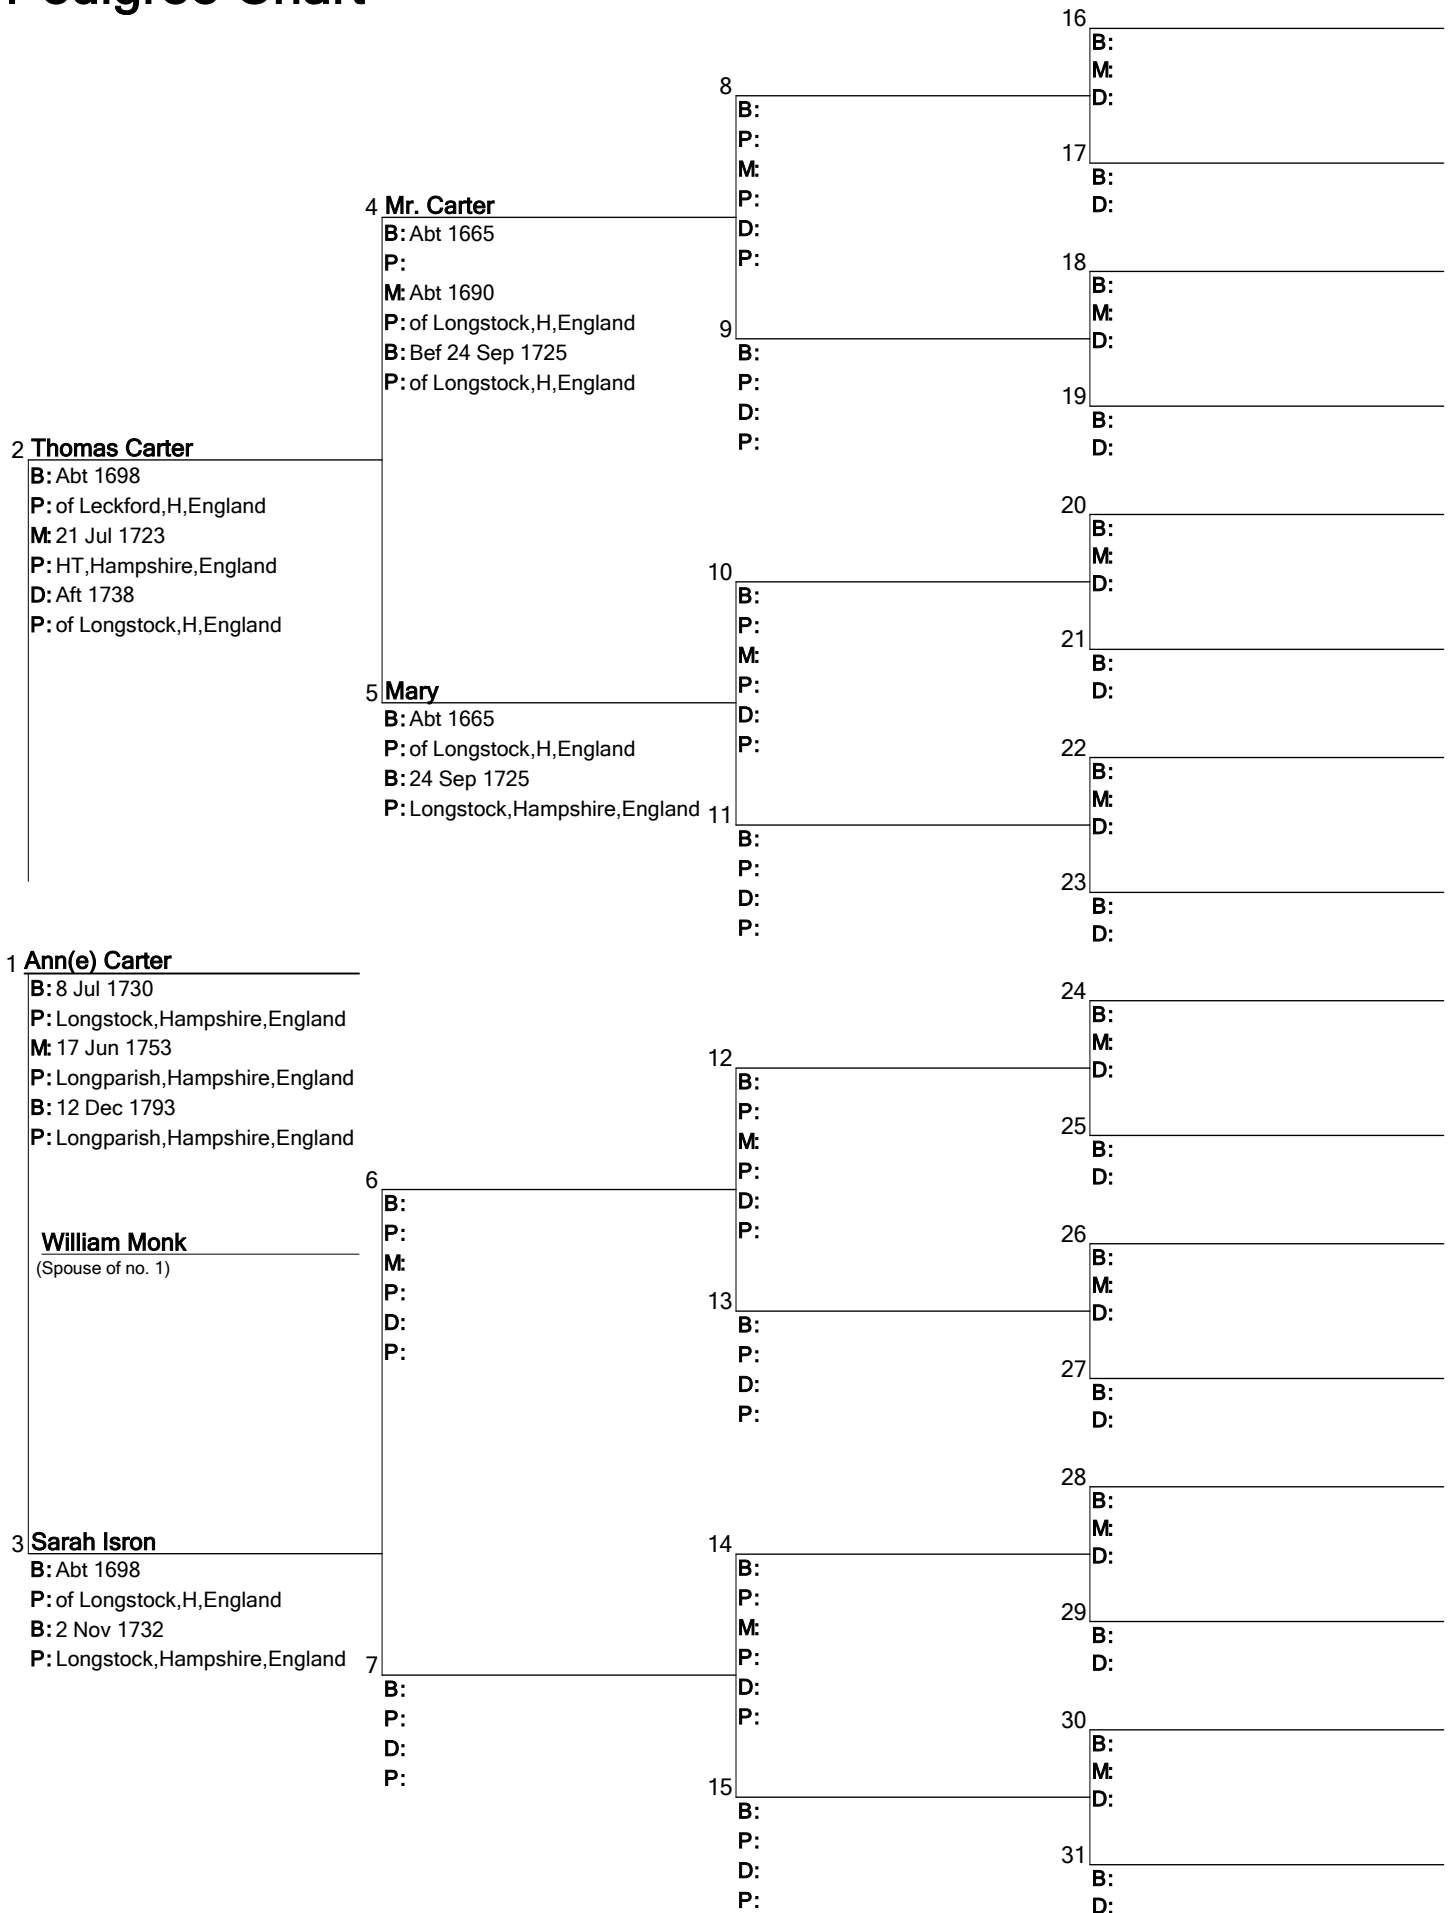 Pedigree Chart
16
B:
M:
D:
8
B:
P:
M:
P:
D:
P:
17
B:
D:
4 Mr. Carter
B: Abt 1665
P:
M: Abt 1690
P: of Longstock,H,England
B: Bef 24 Sep 1725
P: of Longstock,H,England
18
B:
M:
D:
9
B:
P:
D:
P:
19
B:
D:
2 Thomas Carter
B: Abt 1698
P: of Leckford,H,England
M: 21 Jul 1723
P: HT,Hampshire,England
D: Aft 1738
P: of Longstock,H,England
20
B:
M:
D:
10
B:
P:
M:
P:
D:
P:
21
B:
D:
5 Mary
B: Abt 1665
P: of Longstock,H,England
B: 24 Sep 1725
P: Longstock,Hampshire,England
22
B:
M:
D:
11
B:
P:
D:
P:
23
B:
D:
1 Ann(e) Carter
B: 8 Jul 1730
P: Longstock,Hampshire,England
M: 17 Jun 1753
P: Longparish,Hampshire,England
B: 12 Dec 1793
P: Longparish,Hampshire,England
24
B:
M:
D:
12
B:
P:
M:
P:
D:
P:
25
B:
D:
6
B:
P:
M:
P:
D:
P:
William Monk
(Spouse of no. 1)
26
B:
M:
D:
13
B:
P:
D:
P:
27
B:
D:
28
B:
M:
D:
3 Sarah Isron
B: Abt 1698
P: of Longstock,H,England
B: 2 Nov 1732
P: Longstock,Hampshire,England
14
B:
P:
M:
P:
D:
P:
29
B:
D:
7
B:
P:
D:
P:
30
B:
M:
D:
15
B:
P:
D:
P:
31
B:
D: